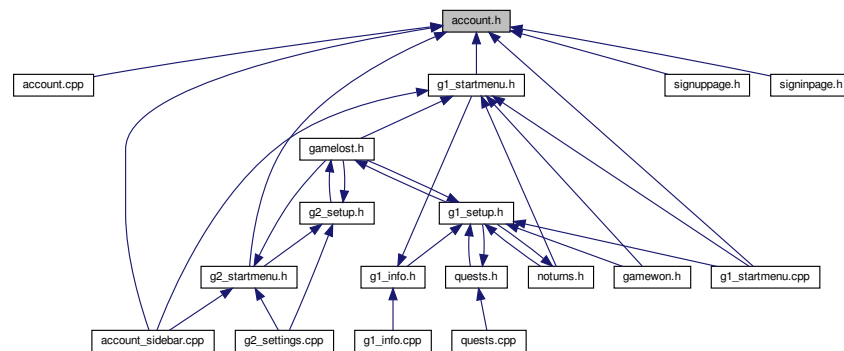 account.h
account.cpp
g1_startmenu.h
signuppage.h
signinpage.h
gamelost.h
g2_setup.h
g1_setup.h
g2_startmenu.h
g1_info.h
quests.h
noturns.h
gamewon.h
g1_startmenu.cpp
account_sidebar.cpp
g2_settings.cpp
g1_info.cpp
quests.cpp